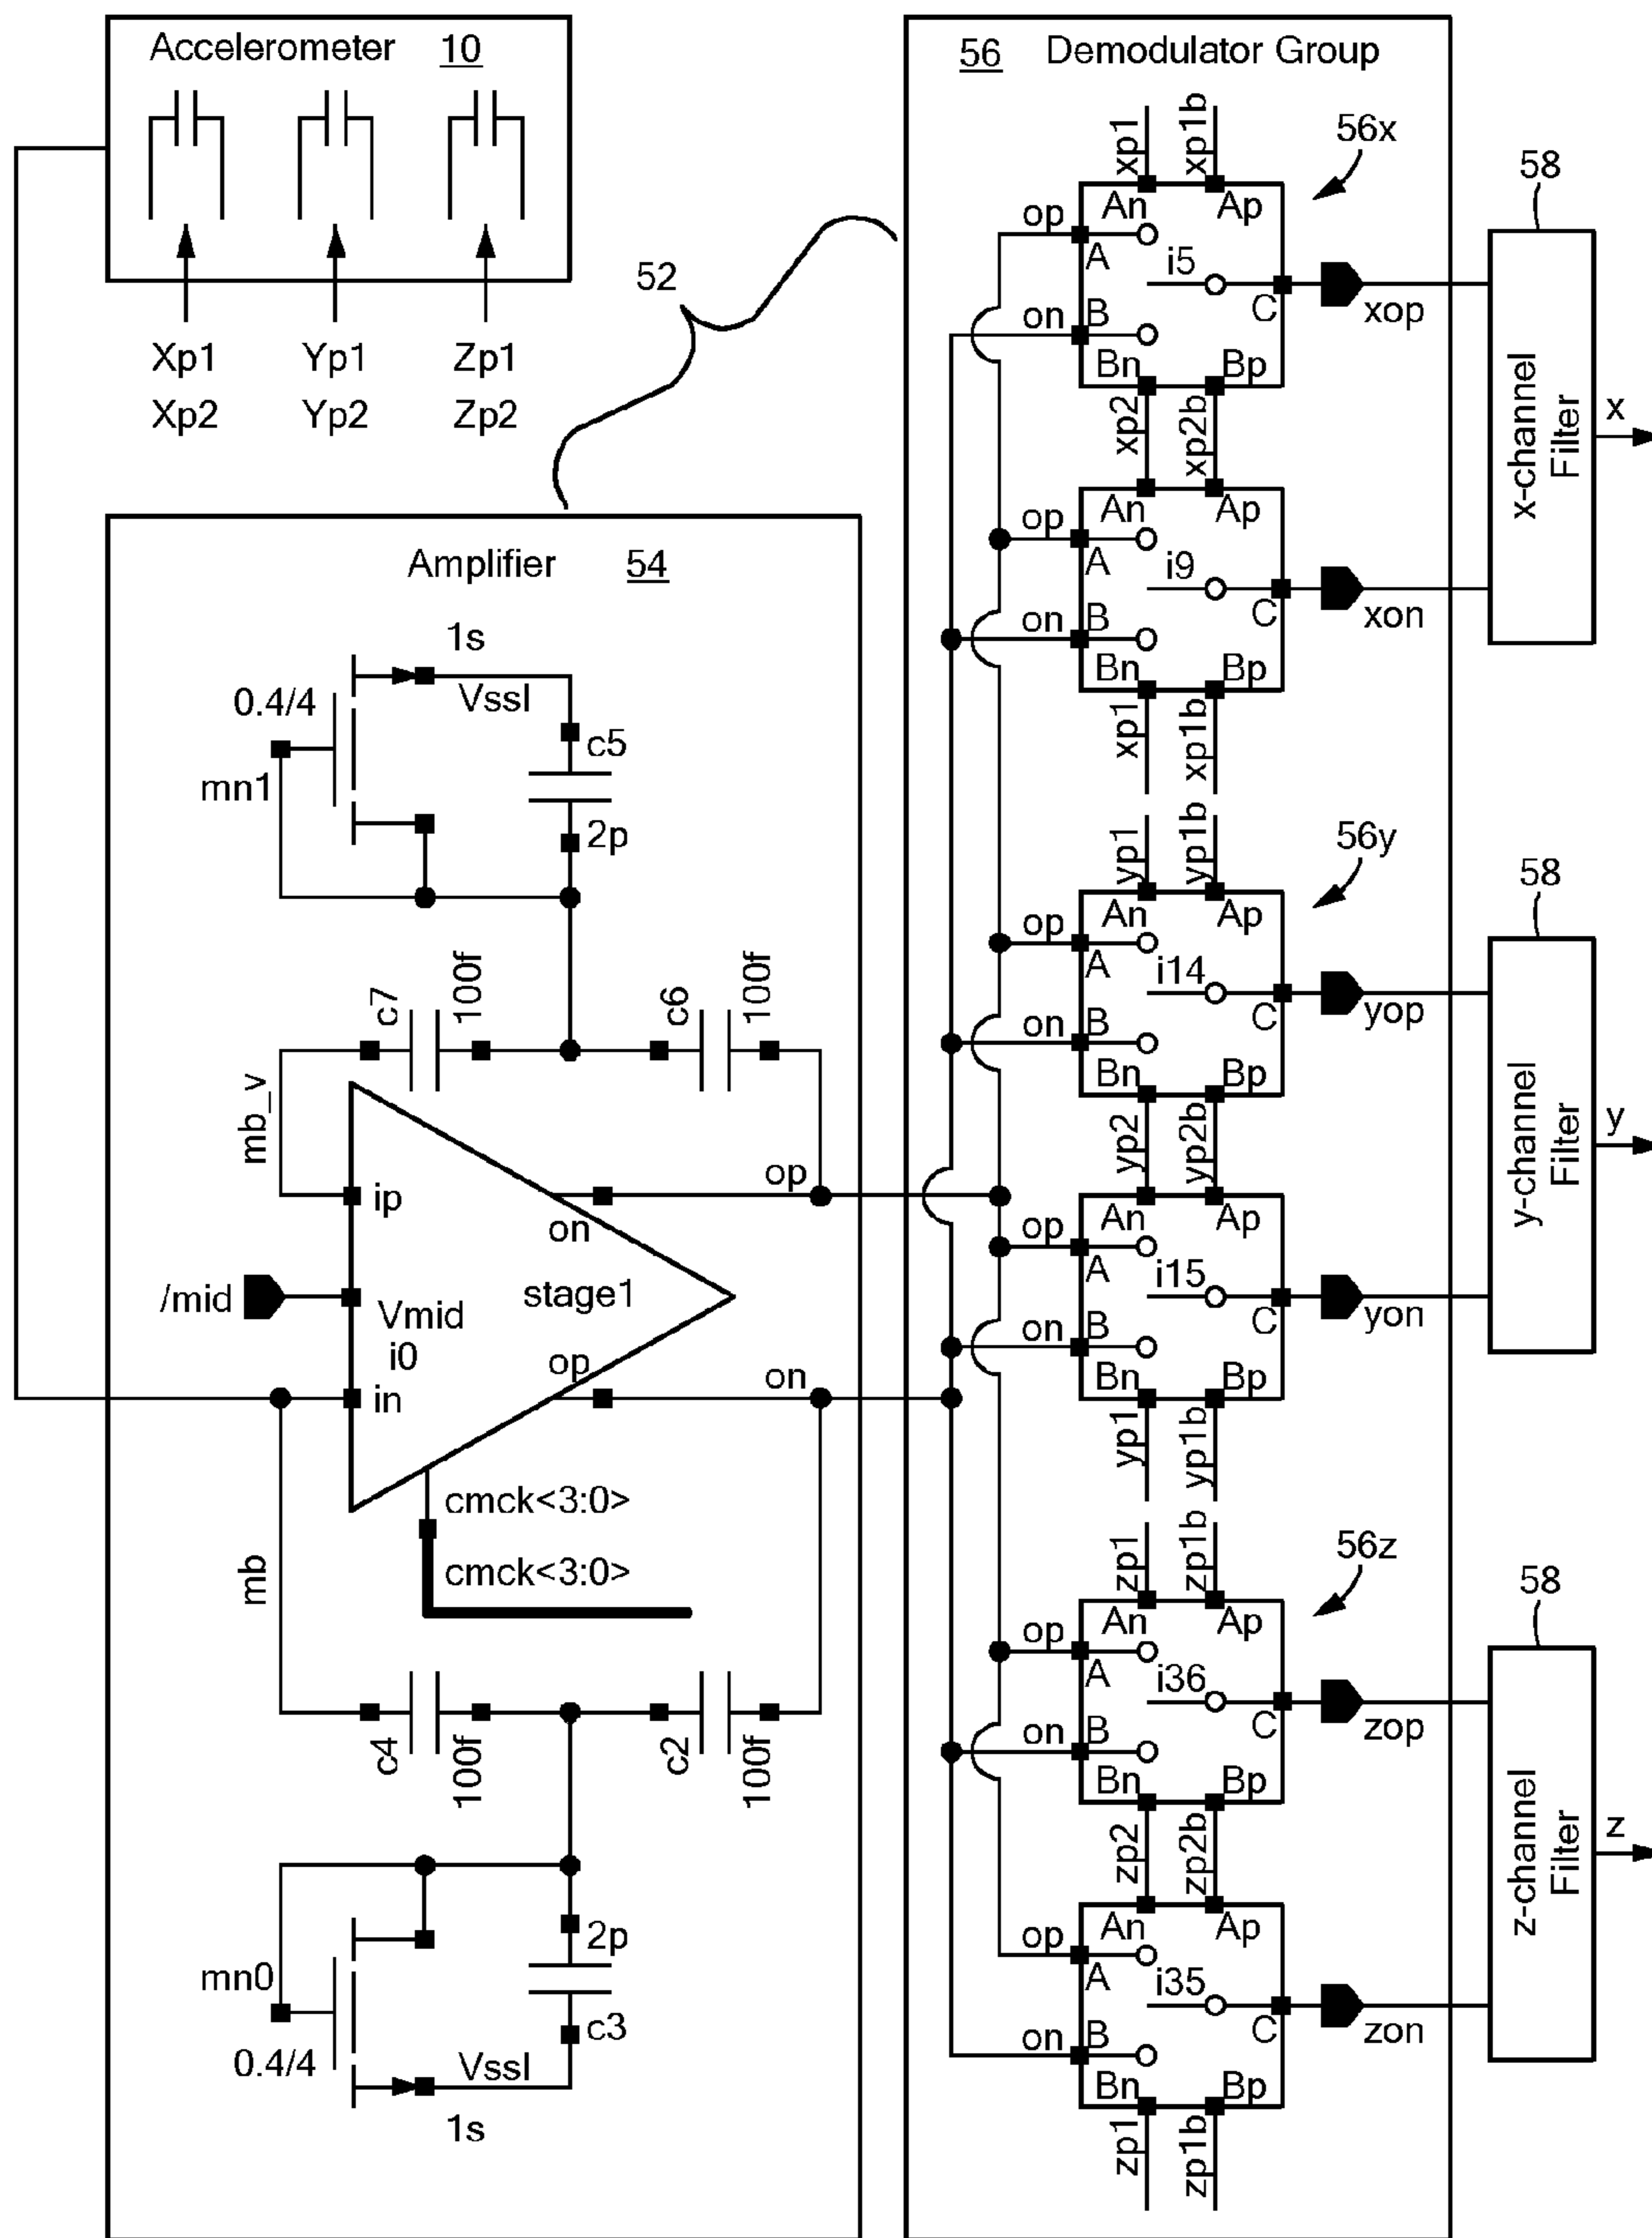 Accelerometer 10
Xp1 Yp1 Zp1
Xp2 Yp2 Zp2
52
Amplifier 54
1s
0.4/4
Vssl
c5
mn1
2p
c7
100f
c6
100f
mb_v
ip
op
on
/mid
Vmid
stage1
i0
op
on
in
cmck<3:0>
mb
cmck<3:0>
c4
100f
c2
100f
2p
mn0
c3
0.4/4
Vssl
1s
56 Demodulator Group
xp1
xp1b
56x
op
An
Ap
A
i5
on
B
C
xop
Bn
Bp
xp2
xp2b
op
An
Ap
A
i9
on
B
C
xon
Bn
Bp
xp1
xp1b
58
x-channel
Filter
x
yp1
yp1b
56y
op
An
Ap
A
i14
on
B
C
yop
Bn
Bp
yp2
yp2b
op
An
Ap
A
i15
on
B
C
yon
Bn
Bp
yp1
yp1b
58
y-channel
Filter
y
zp1
zp1b
56z
op
An
Ap
A
i36
on
B
C
zop
Bn
Bp
zp2
zp2b
op
An
Ap
A
i35
on
B
C
zon
Bn
Bp
zp1
zp1b
58
z-channel
Filter
z